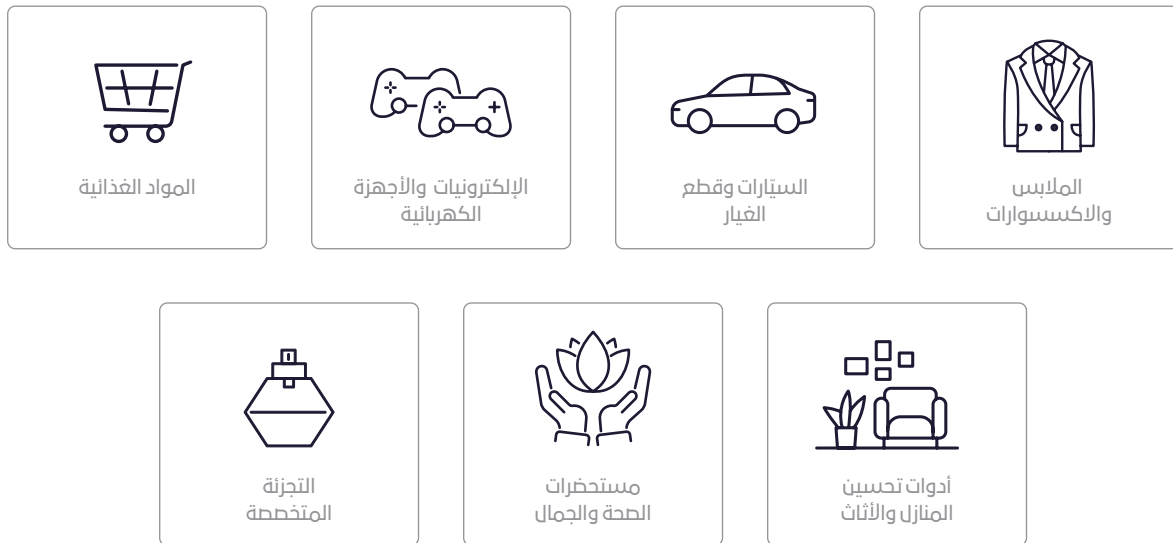 الملابس
والاكسسوارات
السيّارات وقطع
الغيار
الإلكترونيات والأجهزة
الكهربائية
المواد الغذائية
أدوات تحسين
المنازل والأثاث
مستحضرات
الصحة والجمال
التجزئة
المتخصصة